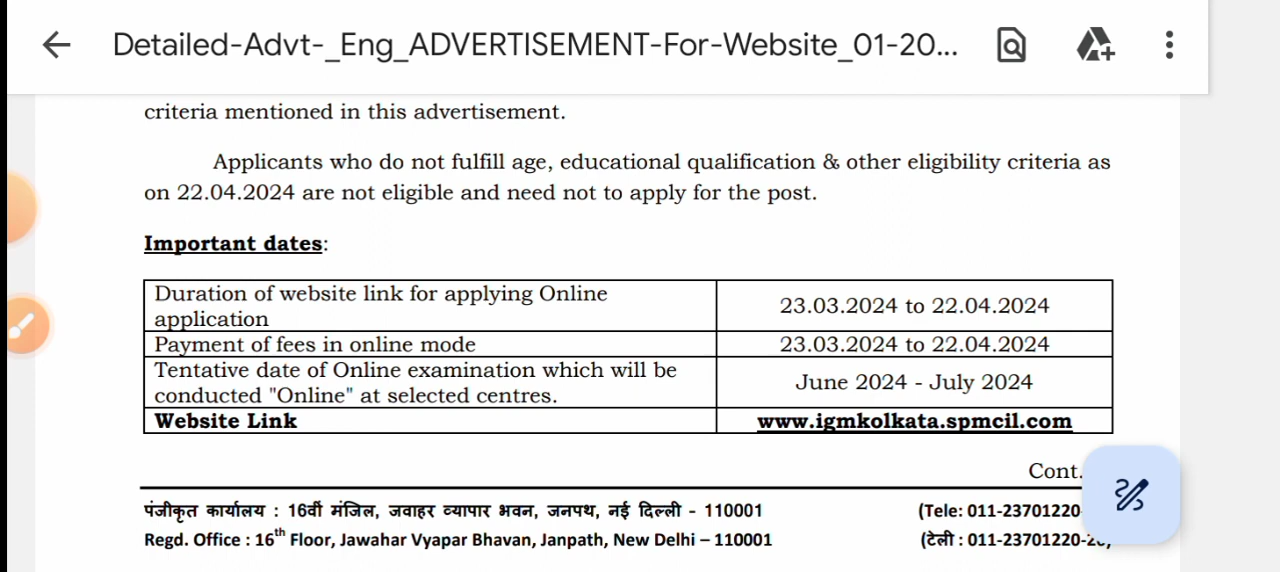 Detailed-Advt-_Eng_ADVERTISEMENT-For-Website_01-20...
criteria mentioned in this advertisement.
Applicants who do not fulfill age, educational qualification & other eligibility criteria as
on 22.04.2024 are not eligible and need not to apply for the post.
Important dates:
Duration of website link for applying Online
application
23.03.2024 to 22.04.2024
Payment of fees in online mode
23.03.2024 to 22.04.2024
Tentative date of Online examination which will be
conducted "Online" at selected centres.
June 2024 - July 2024
Website Link
www.igmkolkata.spmcil.com
Cont.
पंजीकृत कार्यालय : 16वीं मंजिल, जवाहर व्यापार भवन, जनपथ, नई दिल्ली - 110001
(Tele: 011-23701220-
Regd. Office : 16th Floor, Jawahar Vyapar Bhavan, Janpath, New Delhi – 110001
(टेली : 011-23701220-